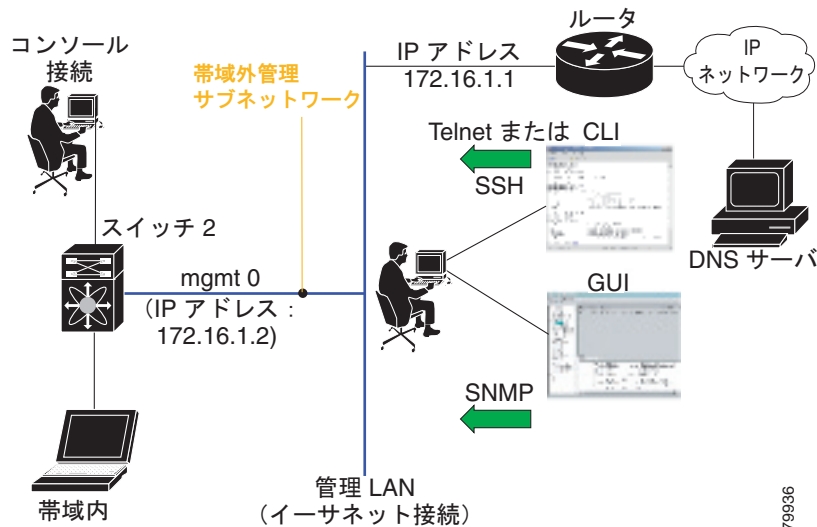 コンソール
接続
帯域外管理
サブネットワーク
IP アドレス
172.16.1.1
ルータ
IP
ネットワーク
Telnet または CLI
SSH
スイッチ 2
mgmt 0
(IP アドレス :
172.16.1.2)
GUI
DNS サーバ
SNMP
帯域内
管理 LAN
(イーサネット接続)
79936